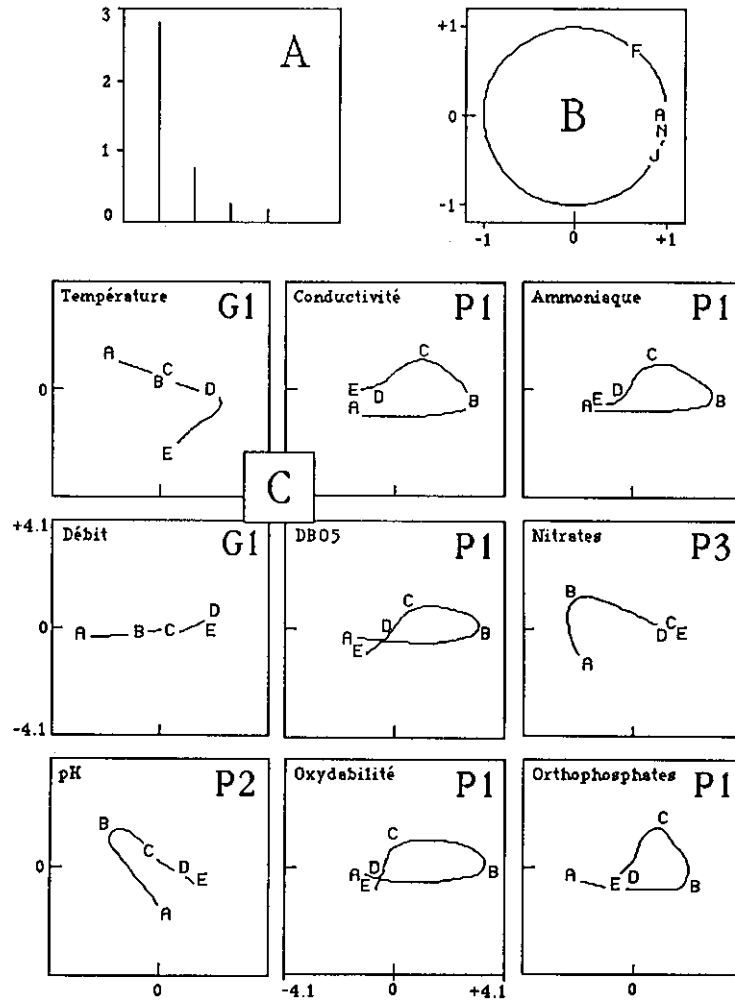 3
2
1
0
A
+1
0
-1
-1 0 +1
F
A
N
J
B
Température G1
A
B C
D
E
0
Conductivité P1
C
E
D
A
B
Ammoniaque P1
C
D
E
A
B
C
Débit G1
+4.1
0
-4.1
A B C D
E
DBO5 P1
C
D
A
E
B
Nitrates P3
B
C
D E
A
pH P2
0
B
C
D
E
A
0
Oxydabilité P1
C
D
A
E
B
-4.1 0 +4.1
Orthophosphates P1
C
D
A E
B
0